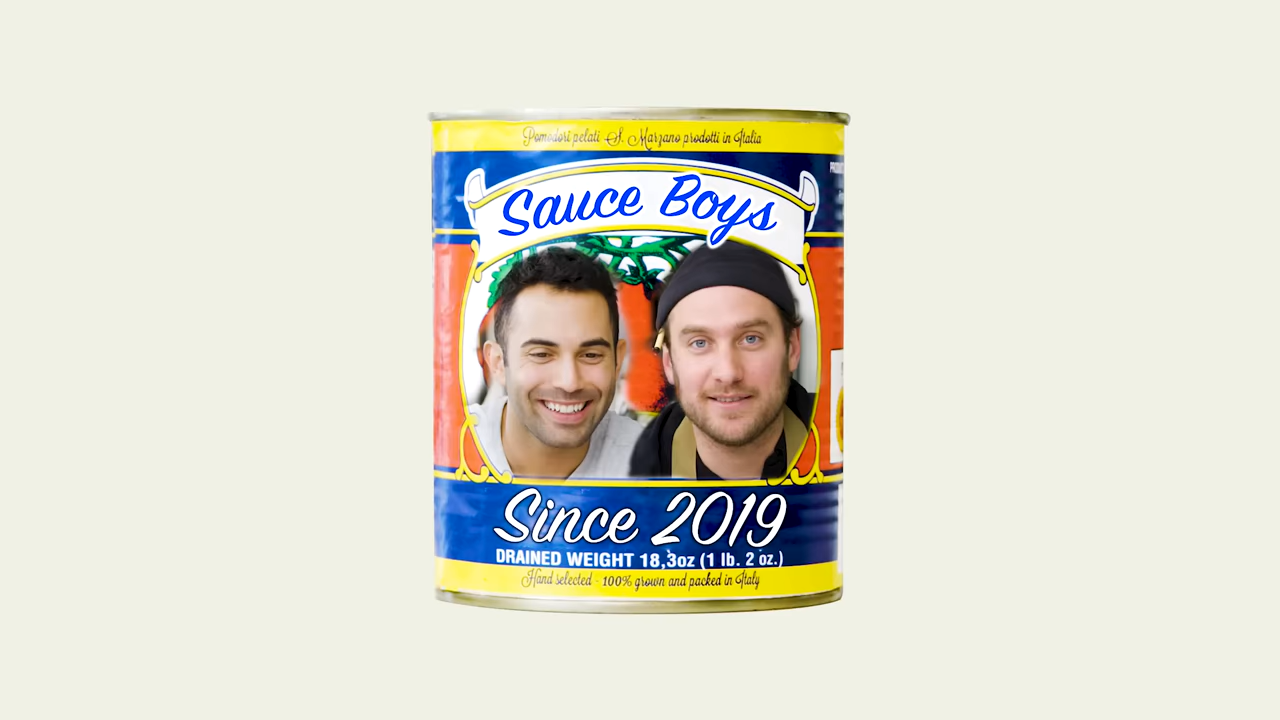 Pomodori pelati S. Marzano prodotti in Italia
Sauce Boys
Since 2019
DRAINED WEIGHT 18,3oz (1 lb. 2 oz.)
Hand selected - 100% grown and packed in Italy